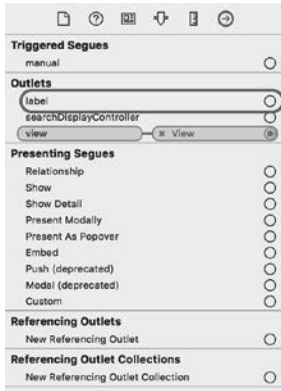 Triggered Segues
manual
Outlets
label
searchDisplayController
view × View
Presenting Segues
Relationship
Show
Show Detail
Present Modally
Present As Popover
Embed
Push (deprecated)
Modal (deprecated)
Custom
Referencing Outlets
New Referencing Outlet
Referencing Outlet Collections
New Referencing Outlet Collection